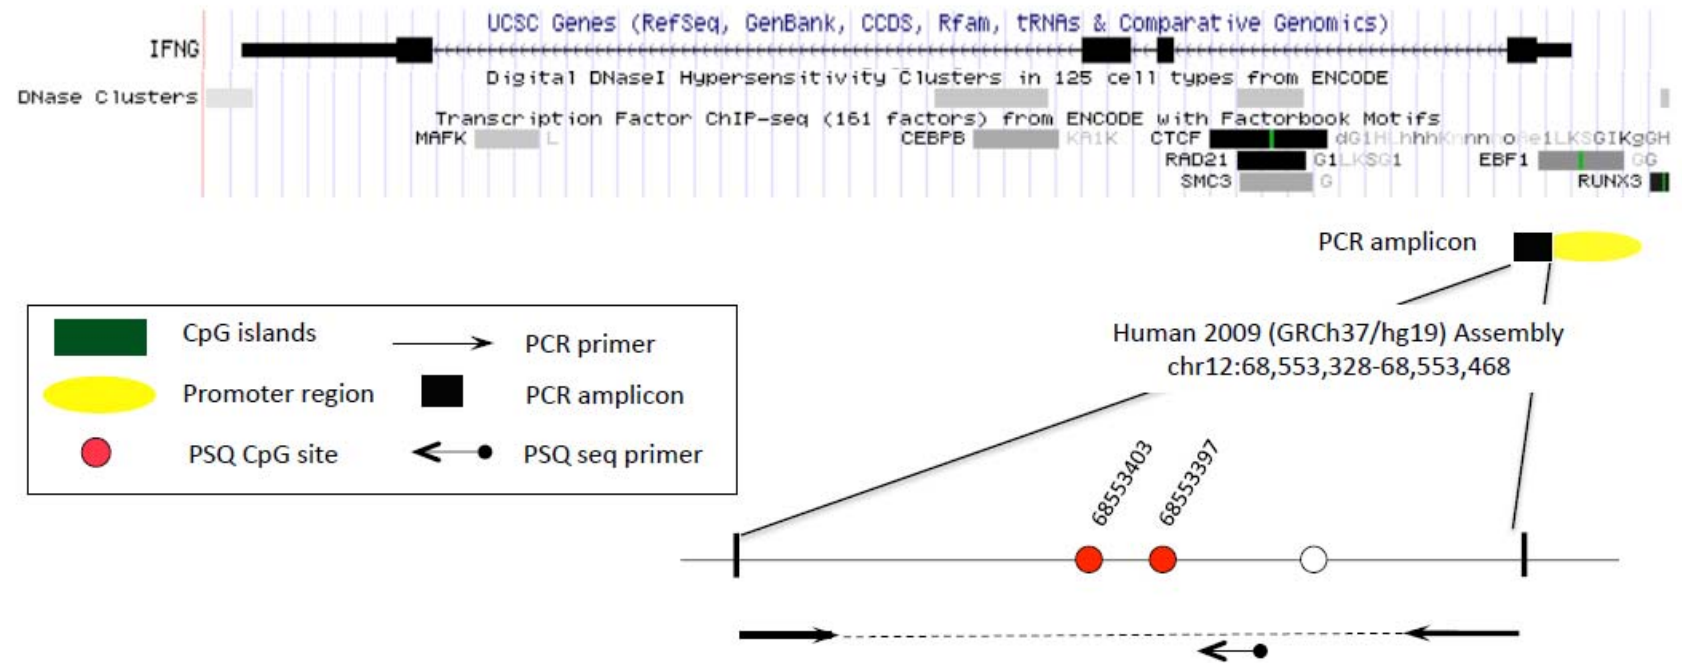 UCSC Genes (RefSeq, GenBank, CCDS, Rfam, tRNAs & Comparative Genomics)
IFNG
Digital DNaseI Hypersensitivity Clusters in 125 cell types from ENCODE
DNase Clusters
Transcription Factor ChIP-seq (161 factors) from ENCODE with Factorbook Motifs
MAFK L CEBPB KA1K CTCF
RAD21 G1LKSG1 EBF1 GG
SMC3 G RUNX3
PCR amplicon
CpG islands PCR primer
Promoter region PCR amplicon
PSQ CpG site PSQ seq primer
Human 2009 (GRCh37/hg19) Assembly
chr12:68,553,328-68,553,468
68553403
68553397